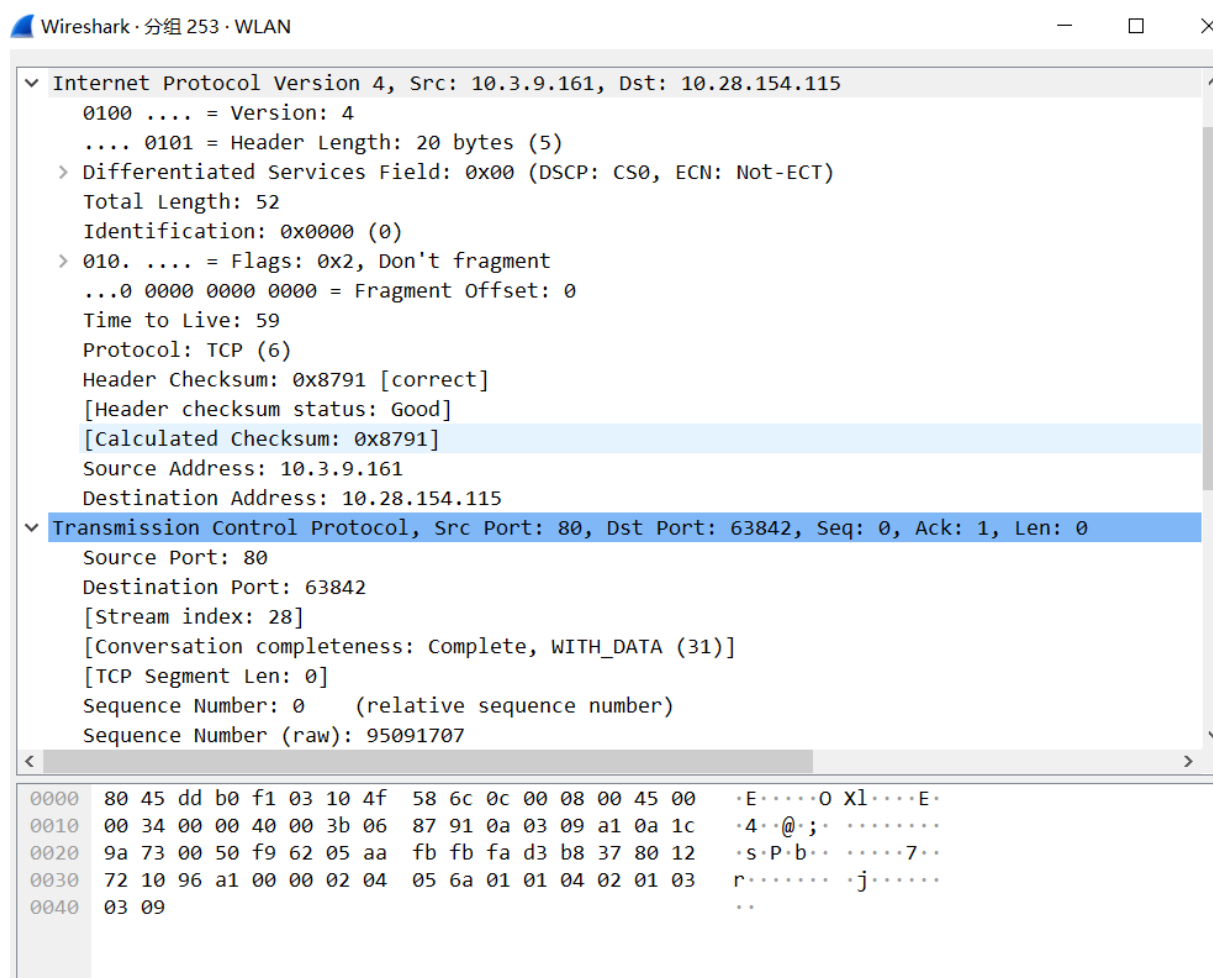 Wireshark · 分组 253 · WLAN
Internet Protocol Version 4, Src: 10.3.9.161, Dst: 10.28.154.115
0100 .... = Version: 4
.... 0101 = Header Length: 20 bytes (5)
Differentiated Services Field: 0x00 (DSCP: CS0, ECN: Not-ECT)
Total Length: 52
Identification: 0x0000 (0)
010. .... = Flags: 0x2, Don't fragment
...0 0000 0000 0000 = Fragment Offset: 0
Time to Live: 59
Protocol: TCP (6)
Header Checksum: 0x8791 [correct]
[Header checksum status: Good]
[Calculated Checksum: 0x8791]
Source Address: 10.3.9.161
Destination Address: 10.28.154.115
Transmission Control Protocol, Src Port: 80, Dst Port: 63842, Seq: 0, Ack: 1, Len: 0
Source Port: 80
Destination Port: 63842
[Stream index: 28]
[Conversation completeness: Complete, WITH_DATA (31)]
[TCP Segment Len: 0]
Sequence Number: 0    (relative sequence number)
Sequence Number (raw): 95091707
0000  80 45 dd b0 f1 03 10 4f  58 6c 0c 00 08 00 45 00  ·E·····O Xl····E·
0010  00 34 00 00 40 00 3b 06  87 91 0a 03 09 a1 0a 1c  ·4··@·;· ········
0020  9a 73 00 50 f9 62 05 aa  fb fb fa d3 b8 37 80 12  ·s·P·b·· ·····7··
0030  72 10 96 a1 00 00 02 04  05 6a 01 01 04 02 01 03  r······· ·j······
0040  03 09  ··